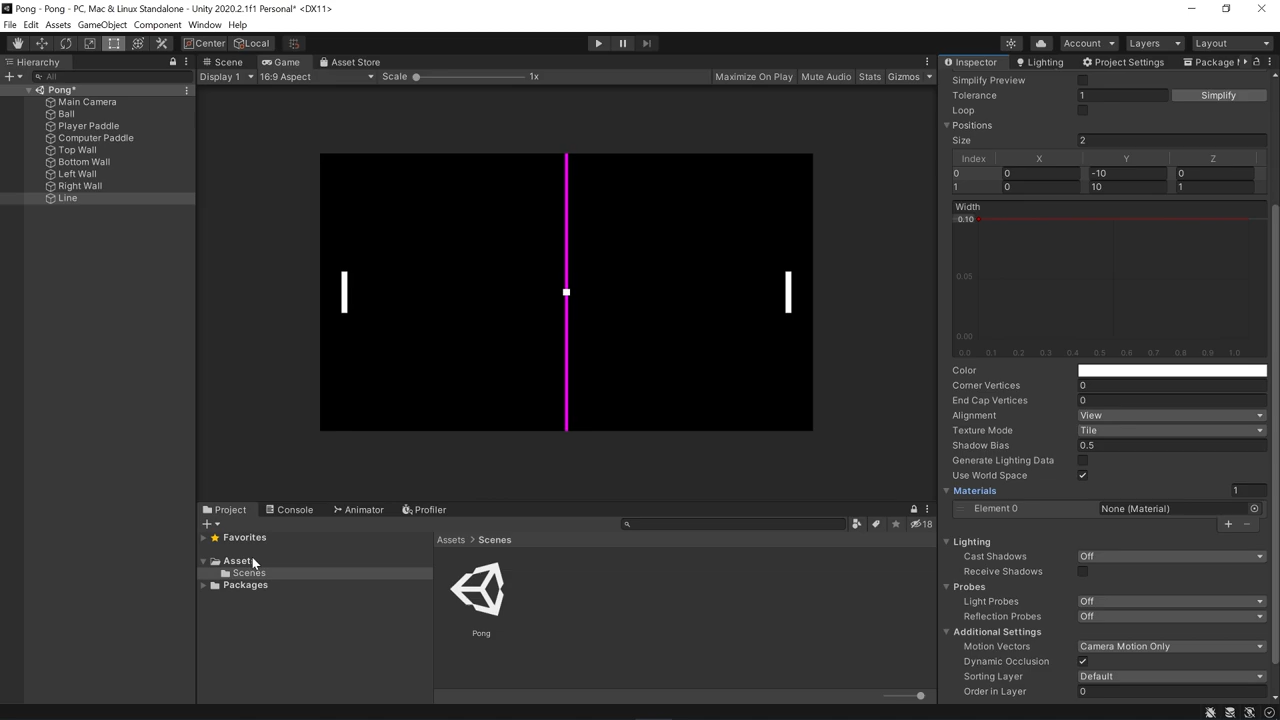 Pong - Pong - PC, Mac & Linux Standalone - Unity 2020.2.1f1 Personal* <DX11>
File Edit Assets GameObject Component Window Help
Center Local Account Layers Layout
Hierarchy
All
Pong*
Main Camera
Ball
Player Paddle
Computer Paddle
Top Wall
Bottom Wall
Left Wall
Right Wall
Line
Scene Game Asset Store
Display 1 16:9 Aspect Scale 1x Maximize On Play Mute Audio Stats Gizmos
Project Console Animator Profiler
18
Favorites
Assets
Scenes
Packages
Assets > Scenes
Pong
Inspector Lighting Project Settings Package
Simplify Preview
Tolerance 1 Simplify
Loop
Positions
Size 2
Index X Y Z
0 0 -10 0
1 0 10 1
Width
0.10
0.05
0.00
0.0 0.1 0.2 0.3 0.4 0.5 0.6 0.7 0.8 0.9 1.0
Color
Corner Vertices 0
End Cap Vertices 0
Alignment View
Texture Mode Tile
Shadow Bias 0.5
Generate Lighting Data
Use World Space
Materials 1
Element 0 None (Material)
Lighting
Cast Shadows Off
Receive Shadows
Probes
Light Probes Off
Reflection Probes Off
Additional Settings
Motion Vectors Camera Motion Only
Dynamic Occlusion
Sorting Layer Default
Order in Layer 0